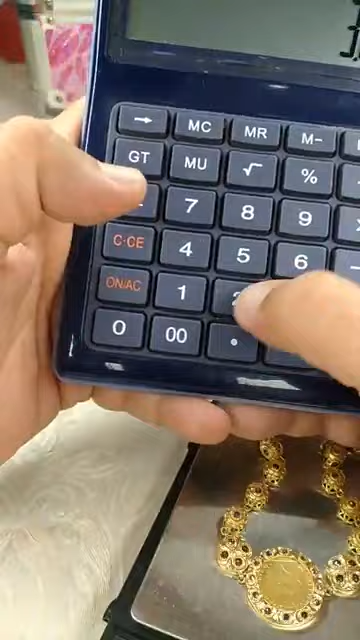 → MC MR M-
GT MU √ %
7 8 9
C·CE 4 5 6
ON/AC 1
0 00 •